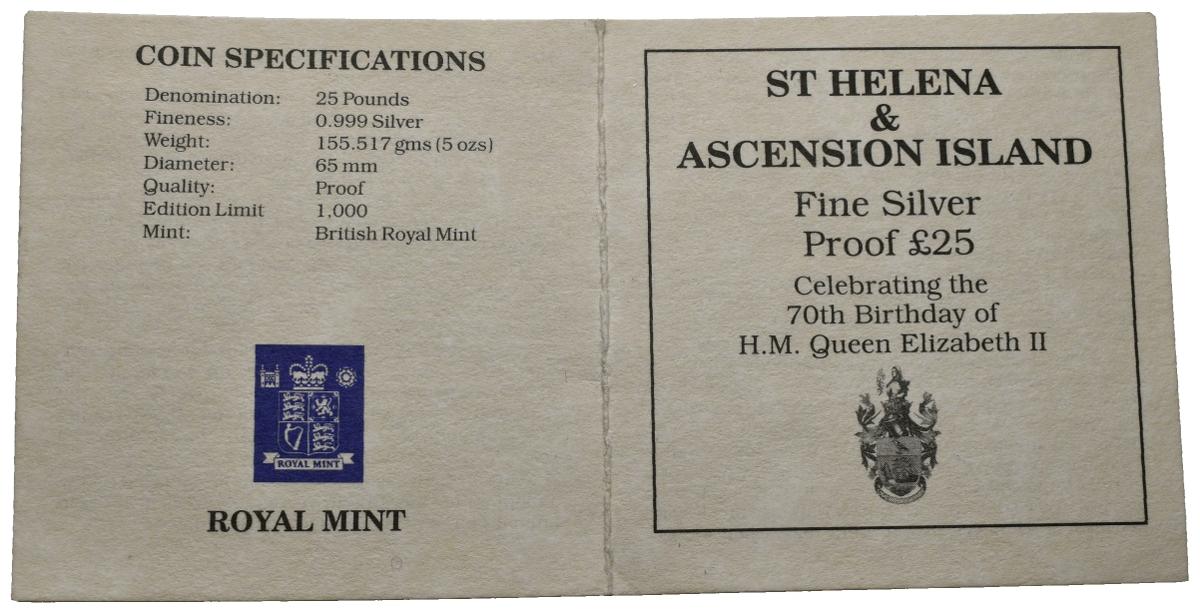 COIN SPECIFICATIONS
Denomination: 25 Pounds
Fineness: 0.999 Silver
Weight: 155.517 gms (5 ozs)
Diameter: 65 mm
Quality: Proof
Edition Limit 1,000
Mint: British Royal Mint
ROYAL MINT
ROYAL MINT
ST HELENA
&
ASCENSION ISLAND
Fine Silver
Proof £25
Celebrating the
70th Birthday of
H.M. Queen Elizabeth II